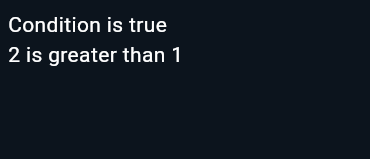 Condition is true
2 is greater than 1